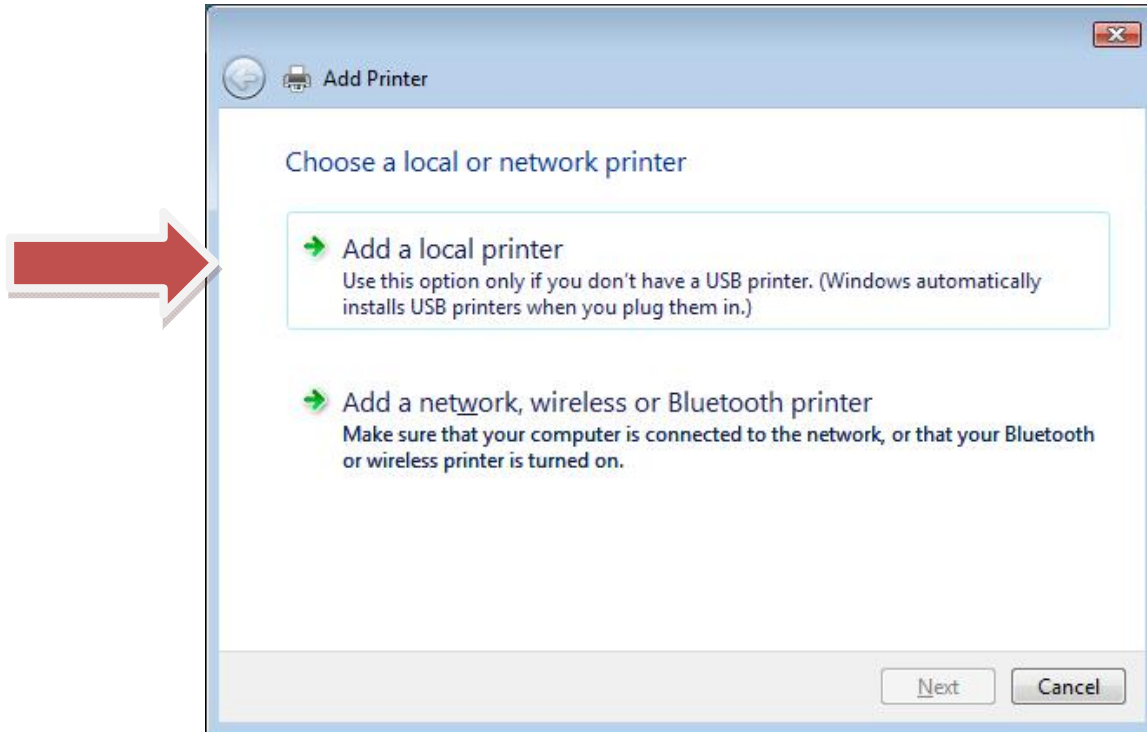 Add Printer
Choose a local or network printer
Add a local printer
Use this option only if you don't have a USB printer. (Windows automatically
installs USB printers when you plug them in.)
Add a network, wireless or Bluetooth printer
Make sure that your computer is connected to the network, or that your Bluetooth
or wireless printer is turned on.
Next
Cancel